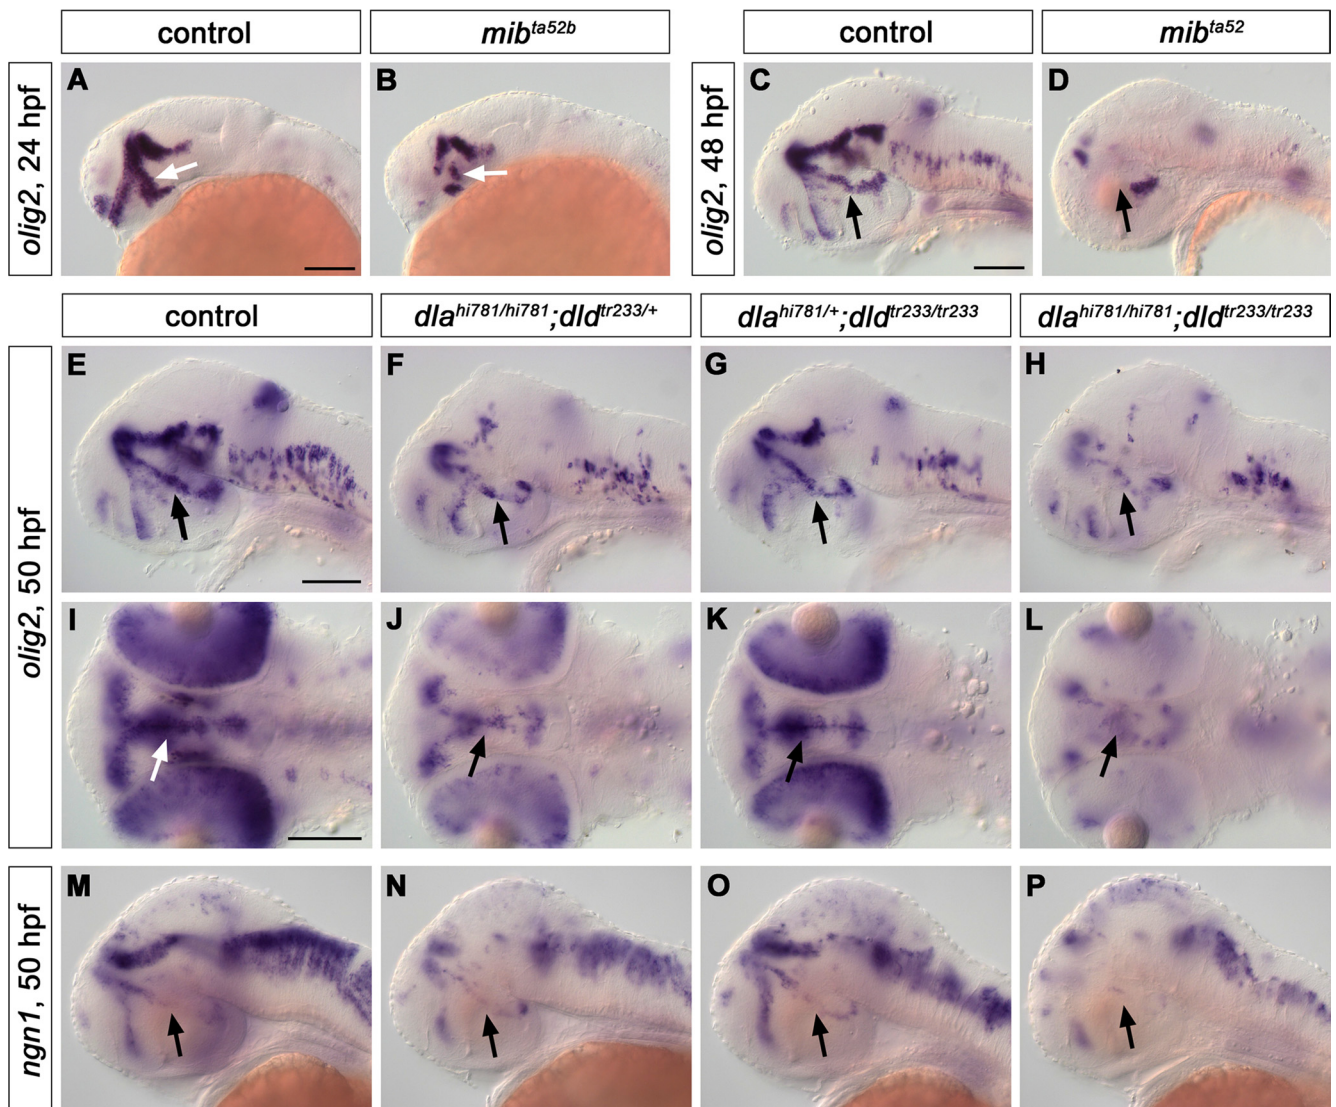 control
mib^ta52b
control
mib^ta52
olig2, 24 hpf
A
B
olig2, 48 hpf
C
D
control
dla^hi781/hi781;dld^tr233/+
dla^hi781/+;dld^tr233/tr233
dla^hi781/hi781;dld^tr233/tr233
olig2, 50 hpf
E
F
G
H
I
J
K
L
ngn1, 50 hpf
M
N
O
P